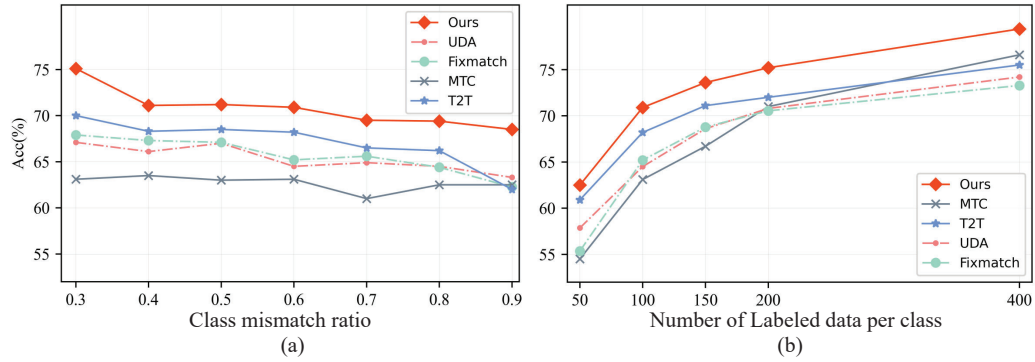 Acc(%)
75
70
65
60
55
0.3 0.4 0.5 0.6 0.7 0.8 0.9
Class mismatch ratio
(a)
Ours
UDA
Fixmatch
MTC
T2T
75
70
65
60
55
50 100 150 200 400
Number of Labeled data per class
(b)
Ours
MTC
T2T
UDA
Fixmatch